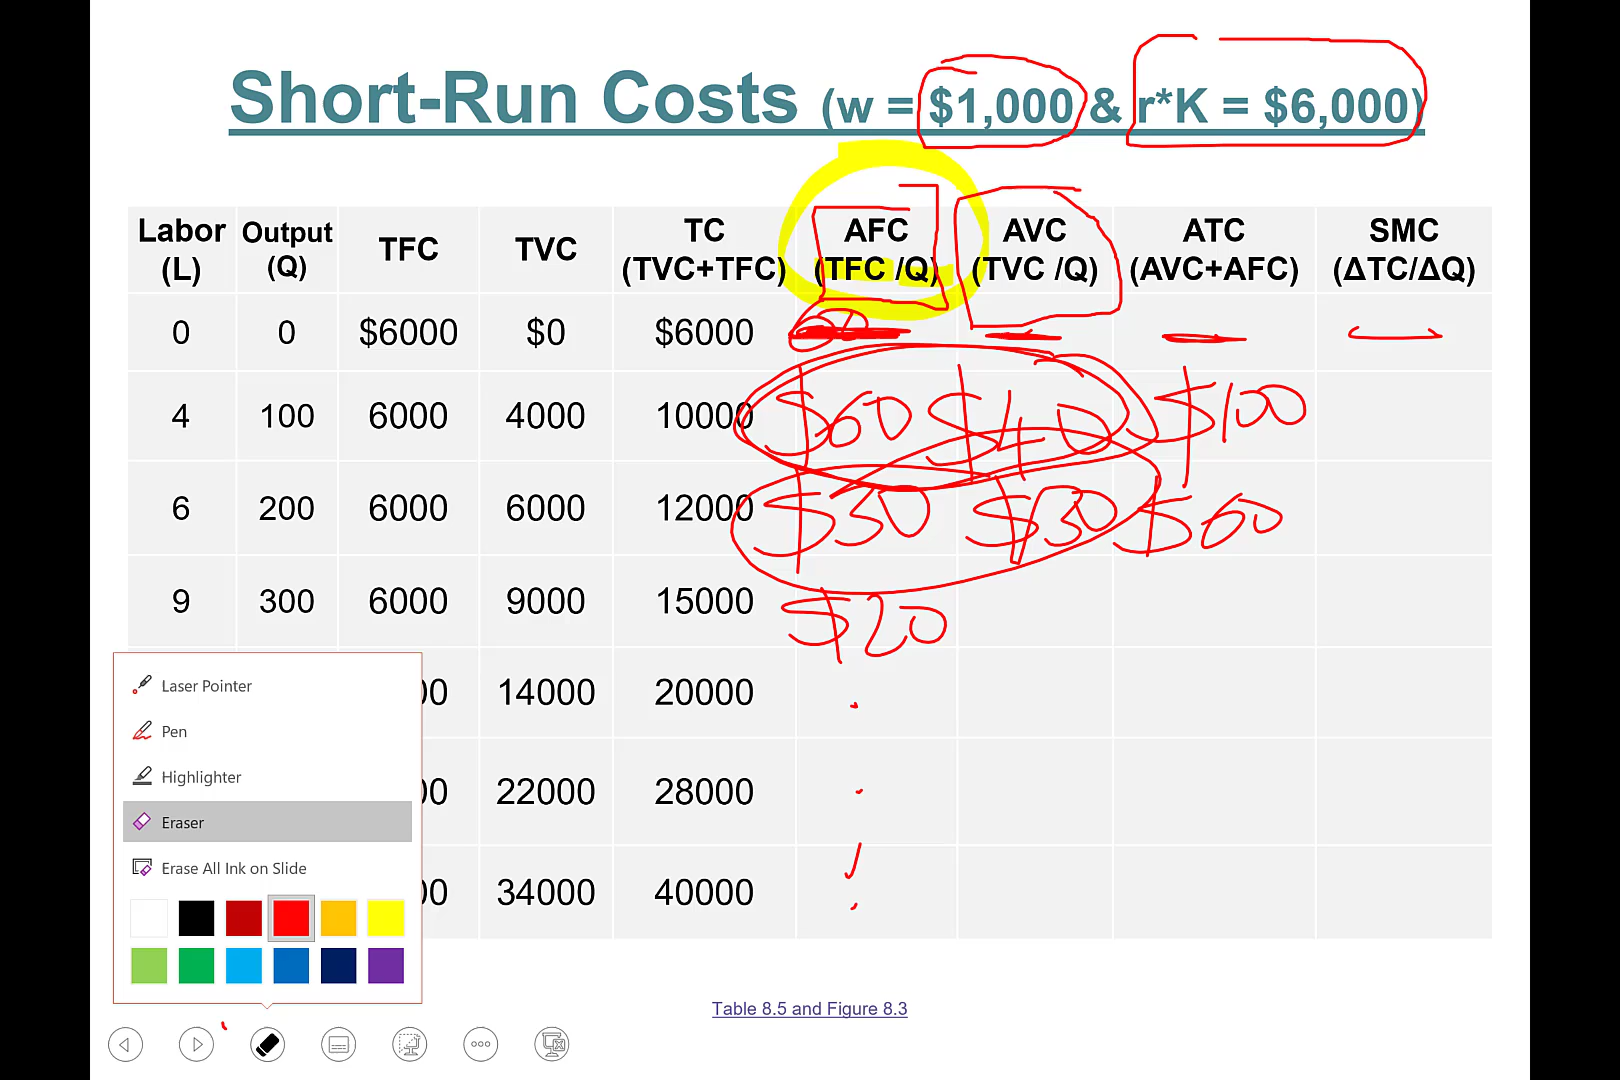 Short-Run Costs (w = $1,000 & r*K = $6,000)
Labor (L) Output (Q) TFC TVC TC (TVC+TFC) AFC (TFC /Q) AVC (TVC /Q) ATC (AVC+AFC) SMC (ΔTC/ΔQ)
0 0 $6000 $0 $6000
4 100 6000 4000 10000 $60 $40 $100
6 200 6000 6000 12000 $30 $30 $60
9 300 6000 9000 15000 $20
00 14000 20000
00 22000 28000
00 34000 40000
Laser Pointer
Pen
Highlighter
Eraser
Erase All Ink on Slide
Table 8.5 and Figure 8.3